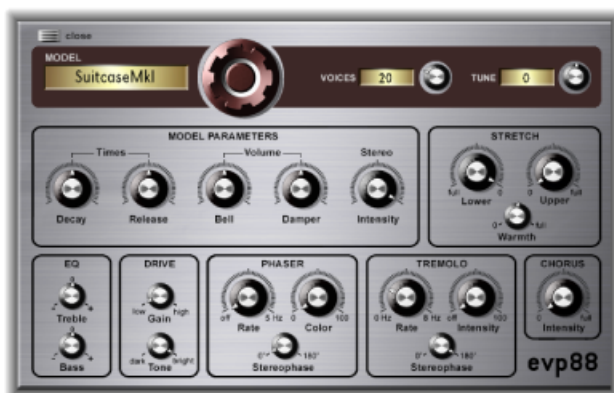 close
MODEL
SuitcaseMkI
VOICES 20 TUNE 0
MODEL PARAMETERS
Times Volume Stereo
Decay Release Bell Damper Intensity
STRETCH
full 0 0 full
Lower Upper
0 full
Warmth
EQ
0
- +
Treble
0
- +
Bass
DRIVE
low high
Gain
dark bright
Tone
PHASER
off 5 Hz 0 100
Rate Color
0° 180°
Stereophase
TREMOLO
0 Hz 8 Hz off 100
Rate Intensity
0° 180°
Stereophase
CHORUS
0 full
Intensity
evp88